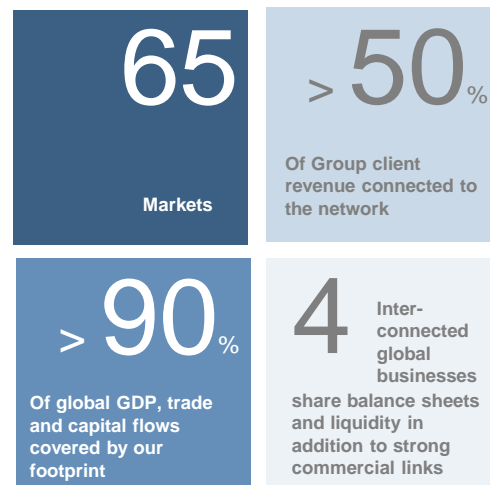 65
Markets
> 50%
Of Group client
revenue connected to
the network
> 90%
Of global GDP, trade
and capital flows
covered by our
footprint
4
Inter-
connected
global
businesses
share balance sheets
and liquidity in
addition to strong
commercial links